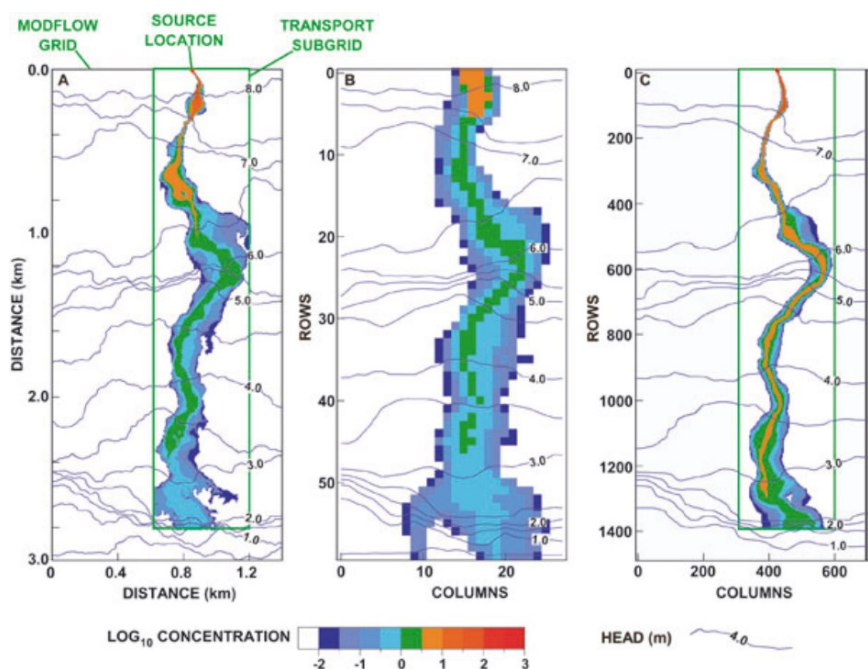 MODFLOW
GRID
SOURCE
LOCATION
TRANSPORT
SUBGRID
A
0.0
1.0
2.0
3.0
DISTANCE (km)
0
0.4
0.8
1.2
DISTANCE (km)
8.0
7.0
6.0
5.0
4.0
3.0
2.0
1.0
B
0
10
20
30
40
50
ROWS
0
10
20
COLUMNS
8.0
7.0
6.0
5.0
4.0
3.0
2.0
1.0
C
0
200
400
600
800
1000
1200
1400
ROWS
0
200
400
600
COLUMNS
7.0
6.0
5.0
4.0
3.0
2.0
1.0
LOG₁₀ CONCENTRATION
-2 -1 0 1 2 3
HEAD (m)
4.0